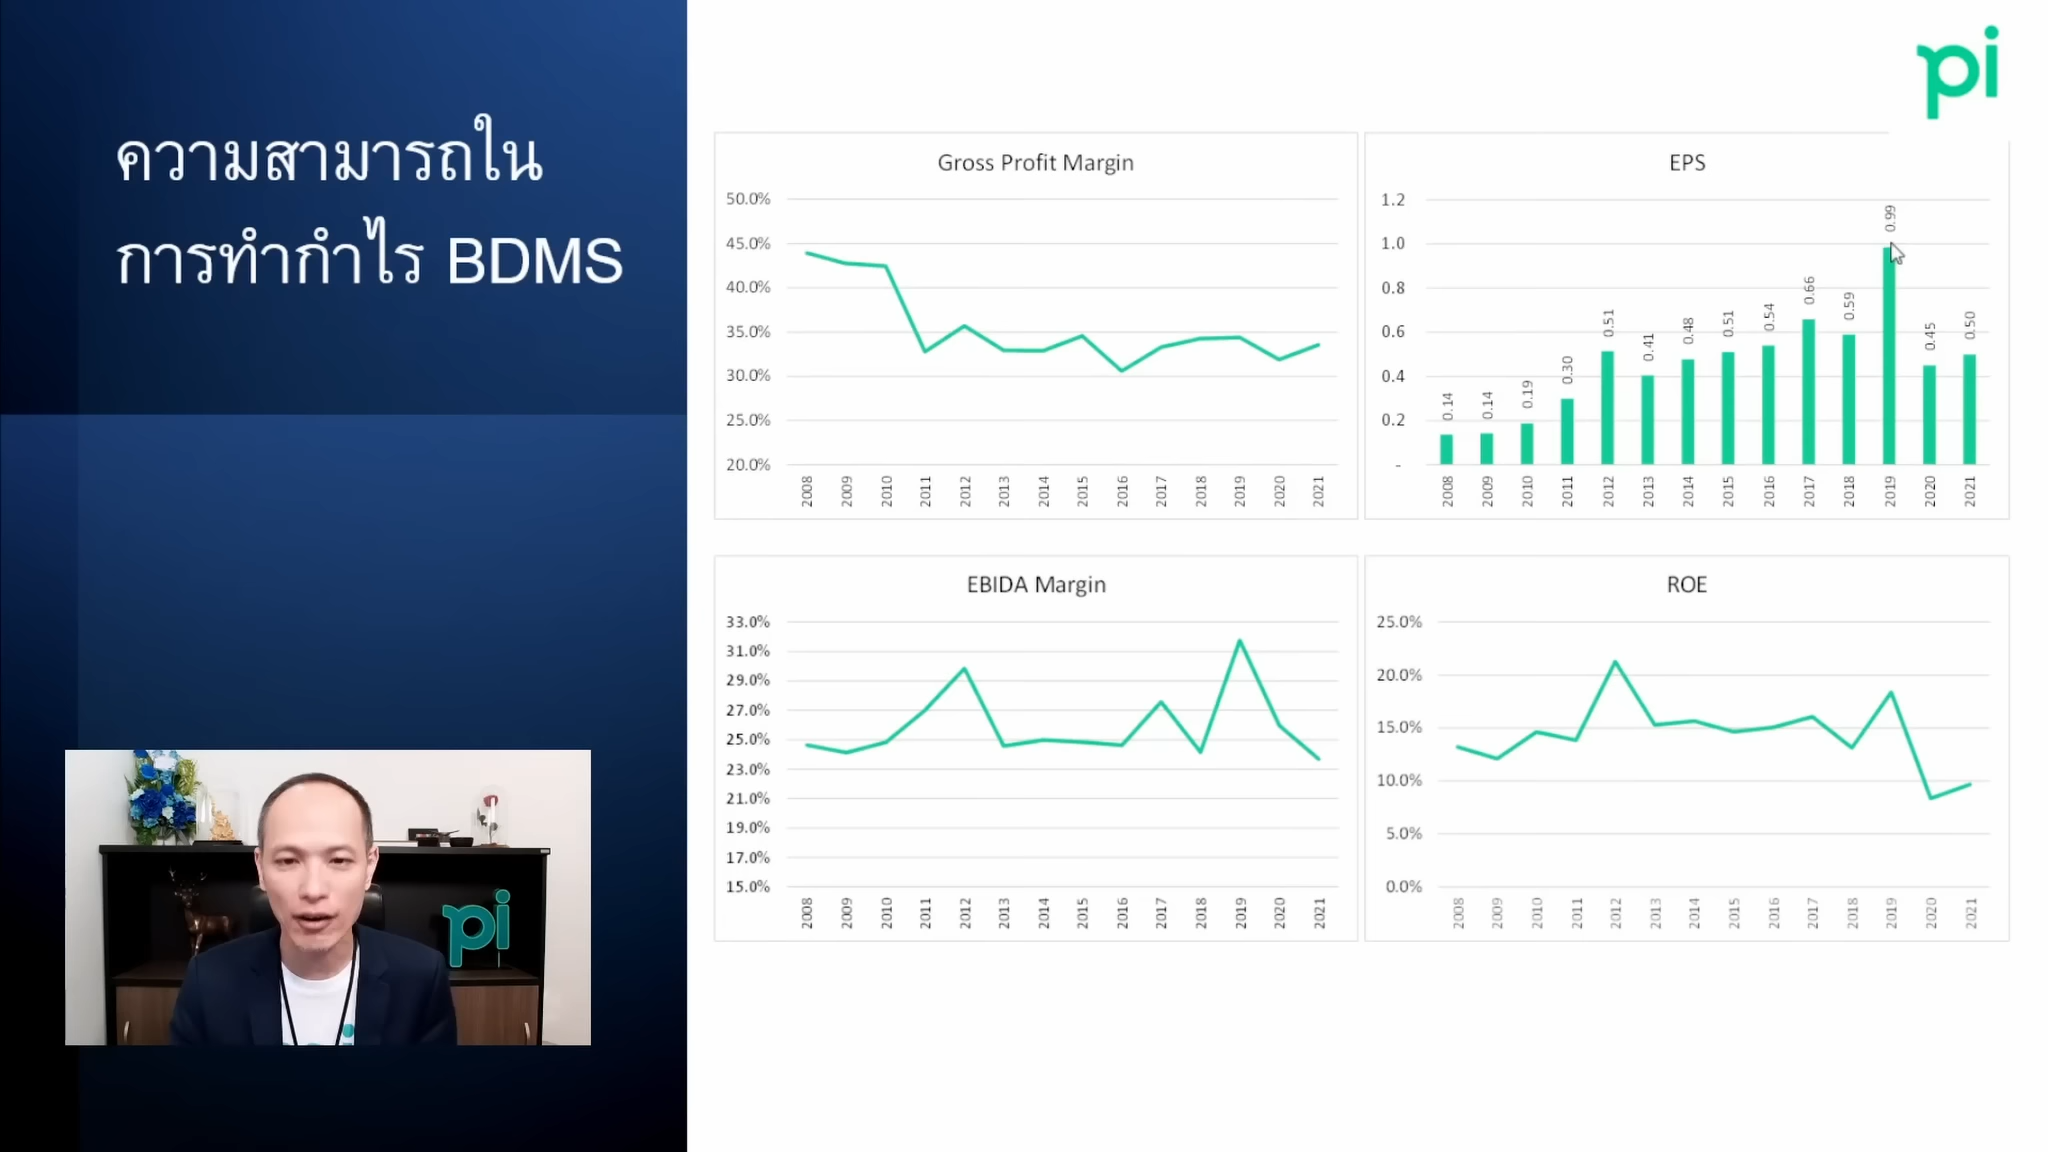 ความสามารถใน
การทำกำไร BDMS
pi
Gross Profit Margin
50.0%
45.0%
40.0%
35.0%
30.0%
25.0%
20.0%
2008 2009 2010 2011 2012 2013 2014 2015 2016 2017 2018 2019 2020 2021
EPS
1.2
1.0
0.8
0.6
0.4
0.2
-
0.14 0.14 0.19 0.30 0.51 0.41 0.48 0.51 0.54 0.66 0.59 0.99 0.45 0.50
2008 2009 2010 2011 2012 2013 2014 2015 2016 2017 2018 2019 2020 2021
EBIDA Margin
33.0%
31.0%
29.0%
27.0%
25.0%
23.0%
21.0%
19.0%
17.0%
15.0%
2008 2009 2010 2011 2012 2013 2014 2015 2016 2017 2018 2019 2020 2021
ROE
25.0%
20.0%
15.0%
10.0%
5.0%
0.0%
2008 2009 2010 2011 2012 2013 2014 2015 2016 2017 2018 2019 2020 2021
pi